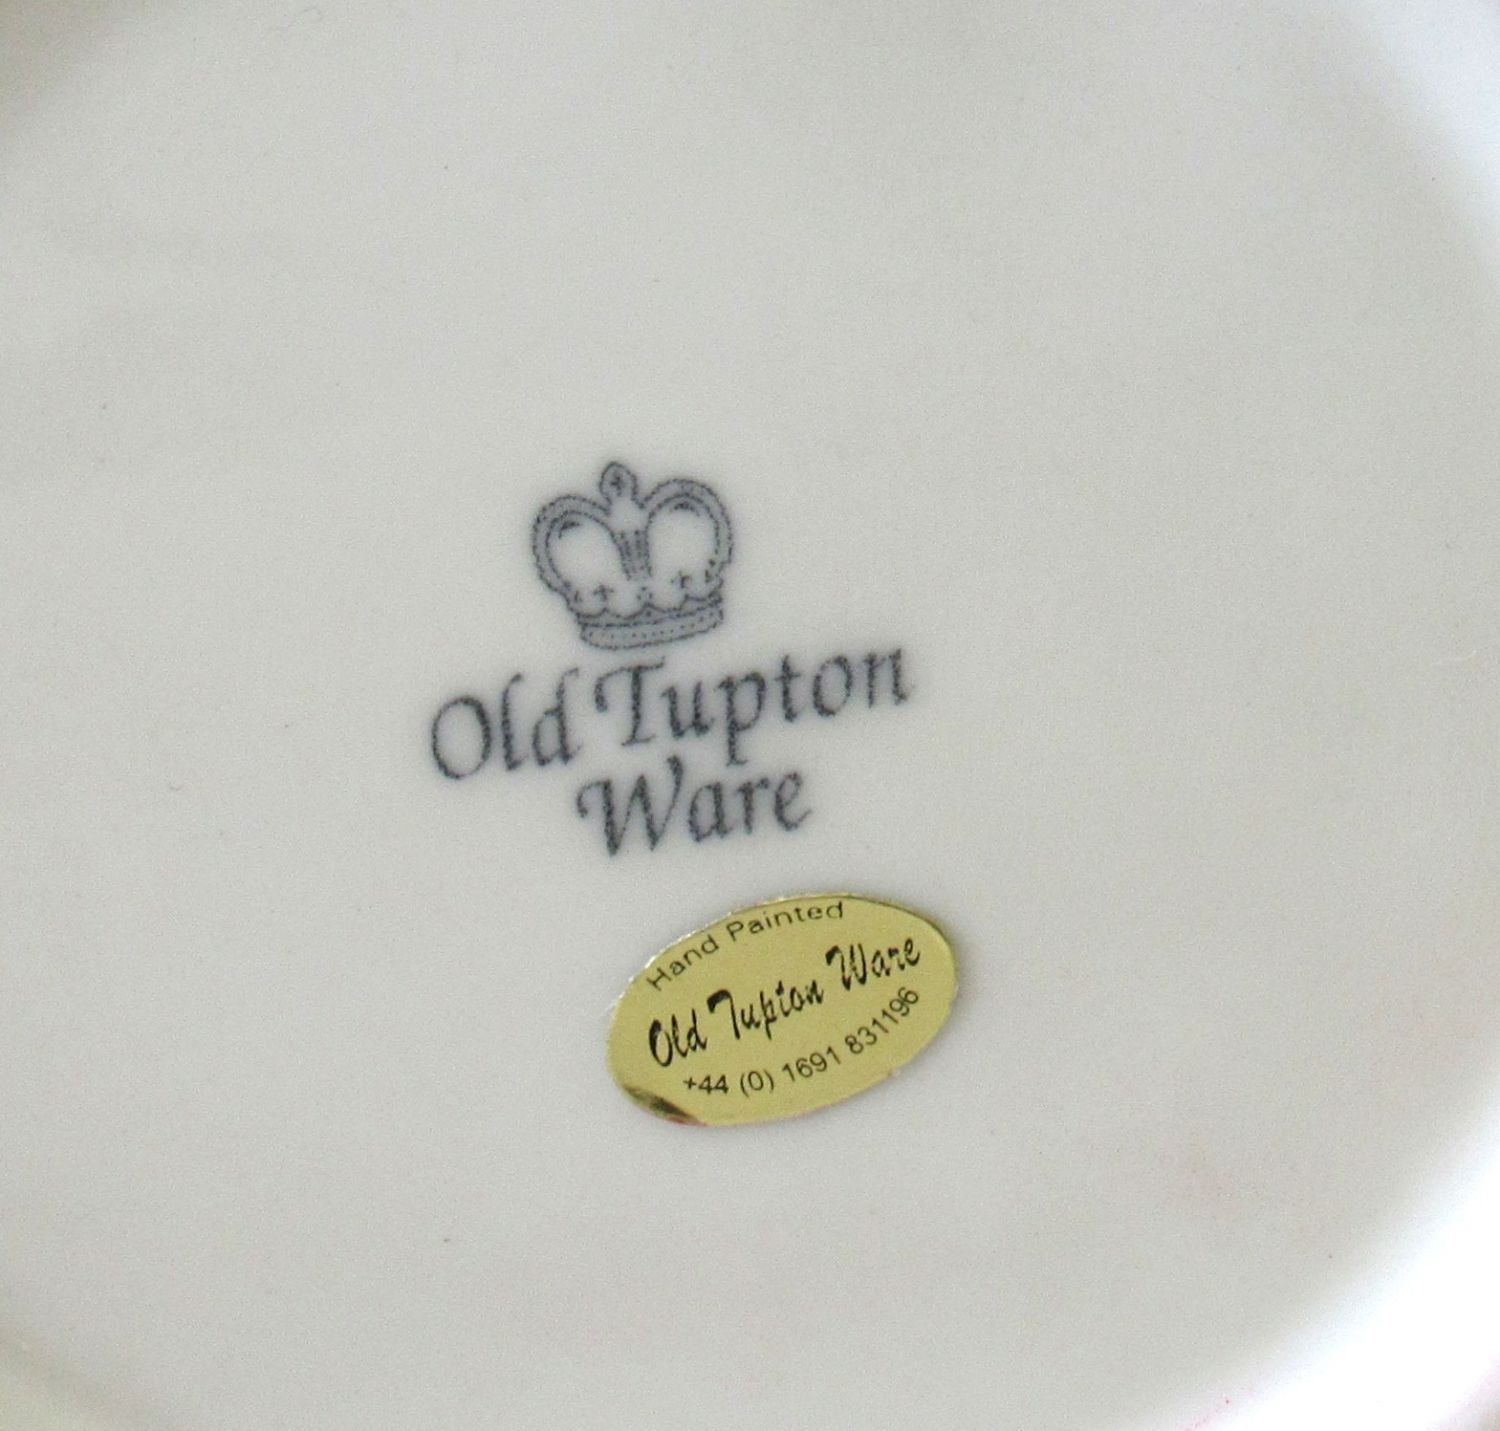 Old Tupton
Ware
Hand Painted
Old Tupton Ware
+44 (0) 1691 831196